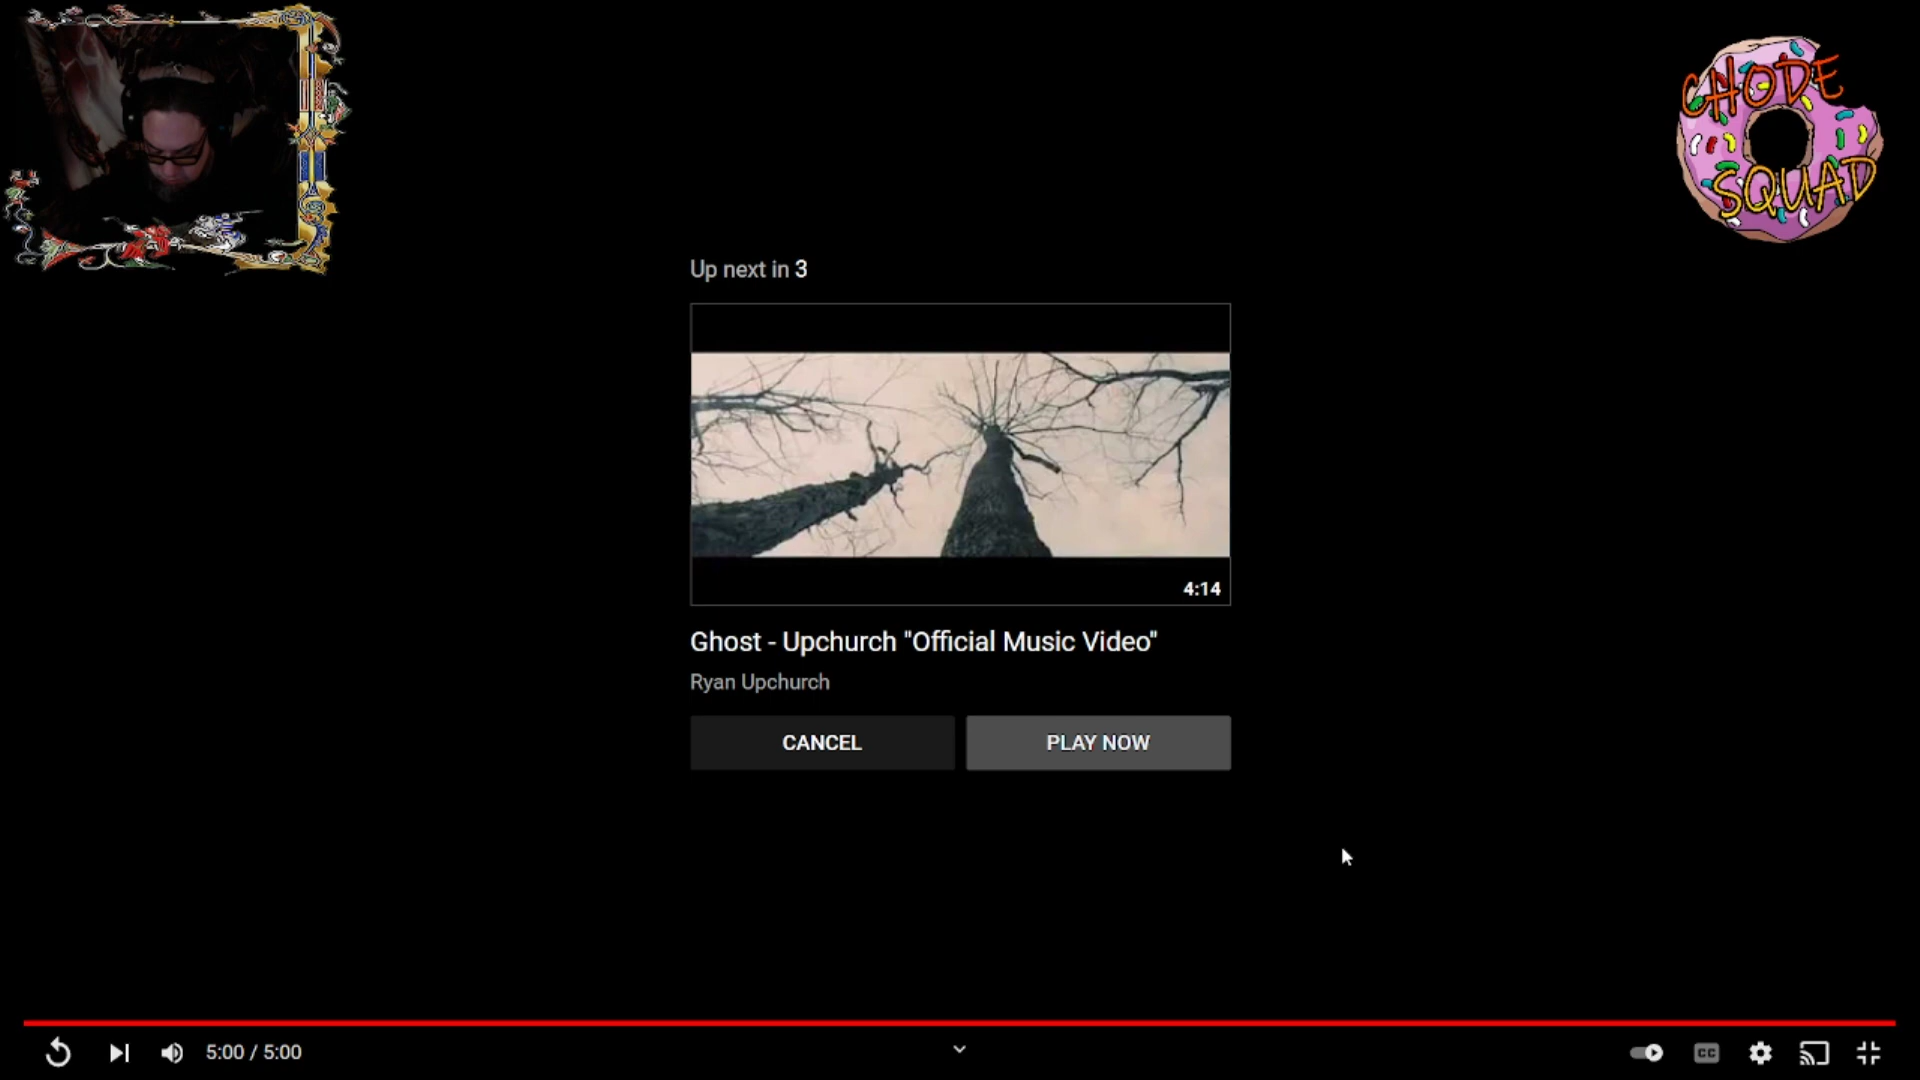 CHODE
SQUAD
Up next in 3
4:14
Ghost - Upchurch "Official Music Video"
Ryan Upchurch
CANCEL
PLAY NOW
5:00 / 5:00
CC